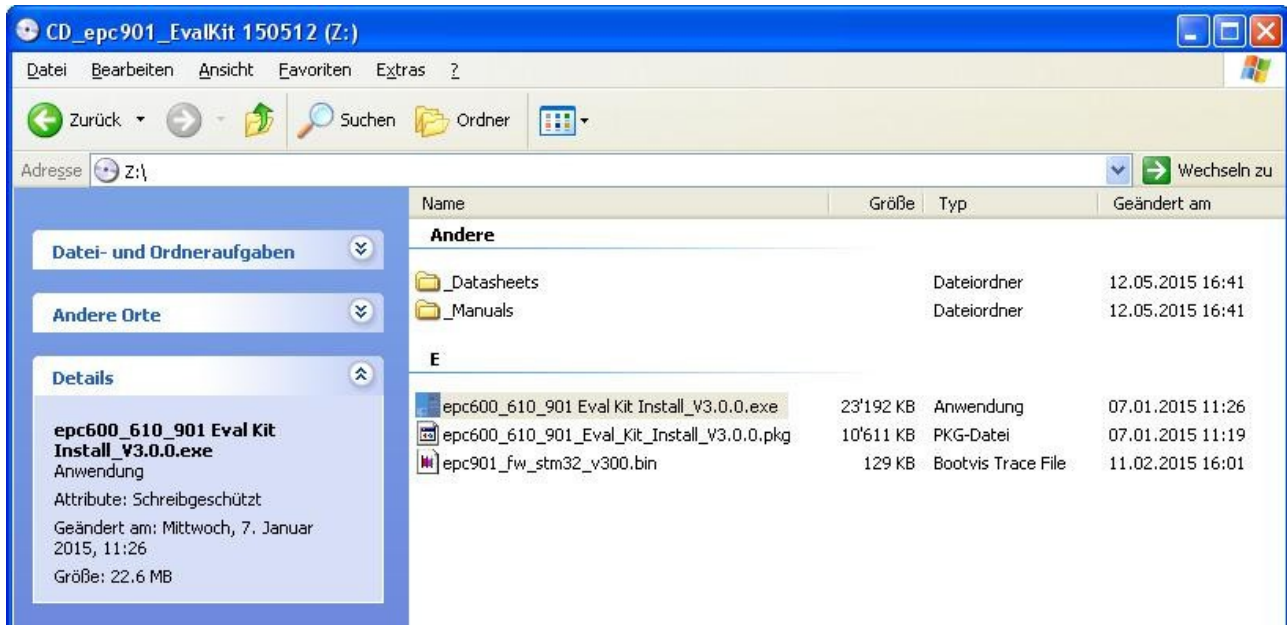 CD_epc901_EvalKit 150512 (Z:)
Datei Bearbeiten Ansicht Favoriten Extras ?
Zurück Suchen Ordner
Adresse Z:\ Wechseln zu
Datei- und Ordneraufgaben
Andere Orte
Details
epc600_610_901 Eval Kit
Install_V3.0.0.exe
Anwendung
Attribute: Schreibgeschützt
Geändert am: Mittwoch, 7. Januar
2015, 11:26
Größe: 22.6 MB
Name Größe Typ Geändert am
Andere
_Datasheets Dateiordner 12.05.2015 16:41
_Manuals Dateiordner 12.05.2015 16:41
E
epc600_610_901 Eval Kit Install_V3.0.0.exe 23'192 KB Anwendung 07.01.2015 11:26
epc600_610_901_Eval_Kit_Install_V3.0.0.pkg 10'611 KB PKG-Datei 07.01.2015 11:19
epc901_fw_stm32_v300.bin 129 KB Bootvis Trace File 11.02.2015 16:01